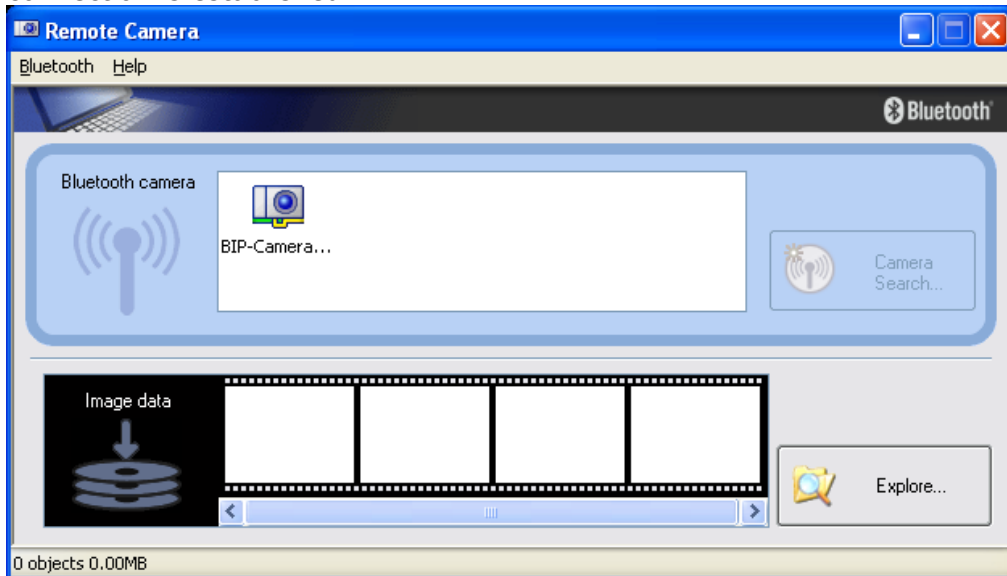 Remote Camera
Bluetooth Help
Bluetooth
Bluetooth camera
BIP-Camera...
Camera
Search...
Image data
Explore...
0 objects 0.00MB